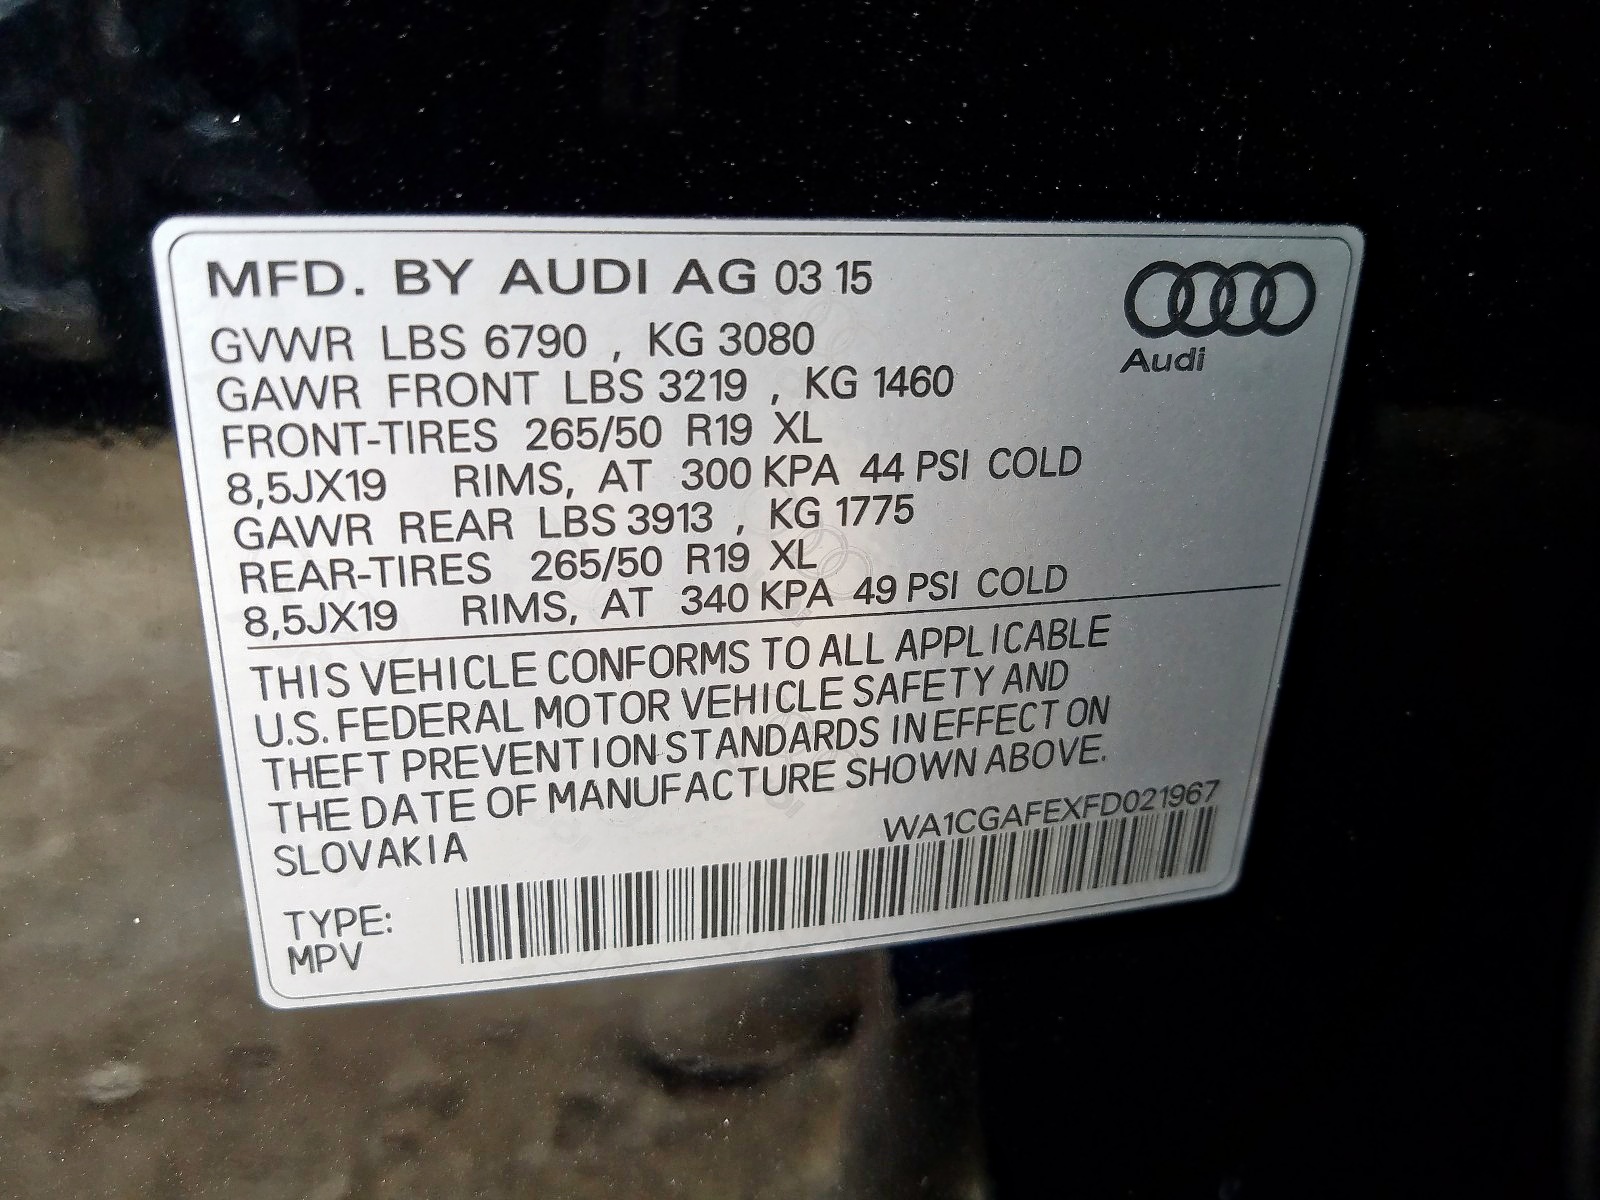 MFD. BY AUDI AG 03 15
Audi
GVWR LBS 6790 , KG 3080
GAWR FRONT LBS 3219 , KG 1460
FRONT-TIRES 265/50 R19 XL
8,5JX19 RIMS, AT 300 KPA 44 PSI COLD
GAWR REAR LBS 3913 , KG 1775
REAR-TIRES 265/50 R19 XL
8,5JX19 RIMS, AT 340 KPA 49 PSI COLD
THIS VEHICLE CONFORMS TO ALL APPLICABLE
U.S. FEDERAL MOTOR VEHICLE SAFETY AND
THEFT PREVENTION STANDARDS IN EFFECT ON
THE DATE OF MANUFACTURE SHOWN ABOVE.
SLOVAKIA
WA1CGAFEXFD021967
TYPE:
MPV